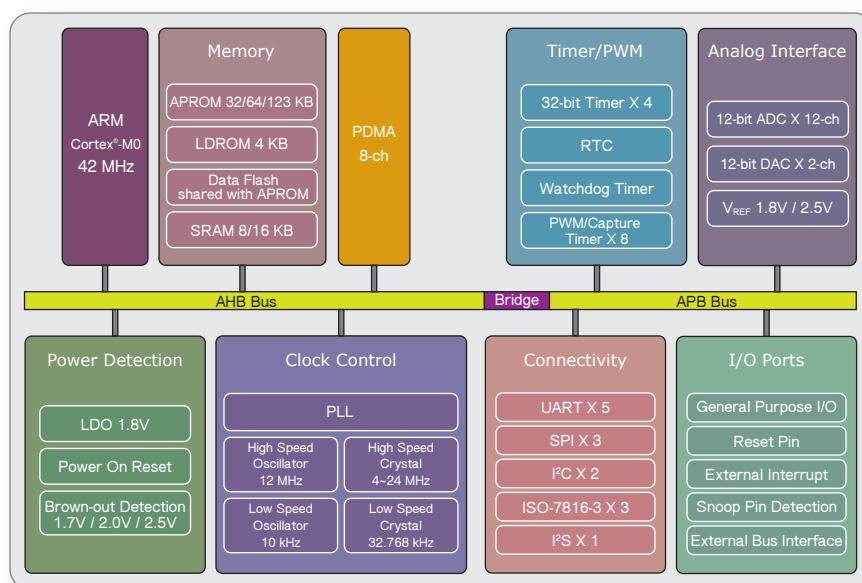 ARM
Cortex®-M0
42 MHz
Memory
APROM 32/64/123 KB
LDROM 4 KB
Data Flash
shared with APROM
SRAM 8/16 KB
PDMA
8-ch
Timer/PWM
32-bit Timer X 4
RTC
Watchdog Timer
PWM/Capture
Timer X 8
Analog Interface
12-bit ADC X 12-ch
12-bit DAC X 2-ch
VREF 1.8V / 2.5V
AHB Bus
Bridge
APB Bus
Power Detection
LDO 1.8V
Power On Reset
Brown-out Detection
1.7V / 2.0V / 2.5V
Clock Control
PLL
High Speed
Oscillator
12 MHz
High Speed
Crystal
4~24 MHz
Low Speed
Oscillator
10 kHz
Low Speed
Crystal
32.768 kHz
Connectivity
UART X 5
SPI X 3
I²C X 2
ISO-7816-3 X 3
I²S X 1
I/O Ports
General Purpose I/O
Reset Pin
External Interrupt
Snoop Pin Detection
External Bus Interface